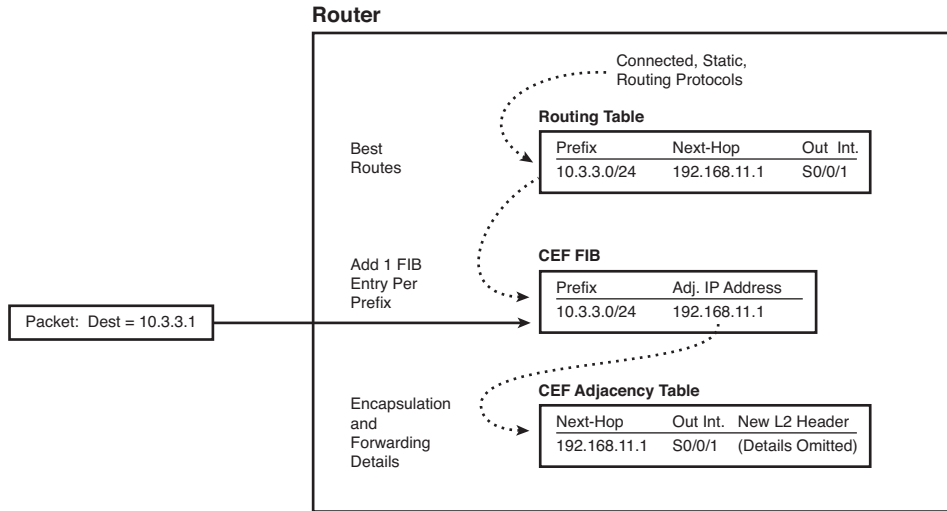 Router
Connected, Static,
Routing Protocols
Routing Table
Best
Routes
Prefix Next-Hop Out Int.
10.3.3.0/24 192.168.11.1 S0/0/1
CEF FIB
Add 1 FIB
Entry Per
Prefix
Prefix Adj. IP Address
10.3.3.0/24 192.168.11.1
Packet: Dest = 10.3.3.1
CEF Adjacency Table
Encapsulation
and
Forwarding
Details
Next-Hop Out Int. New L2 Header
192.168.11.1 S0/0/1 (Details Omitted)